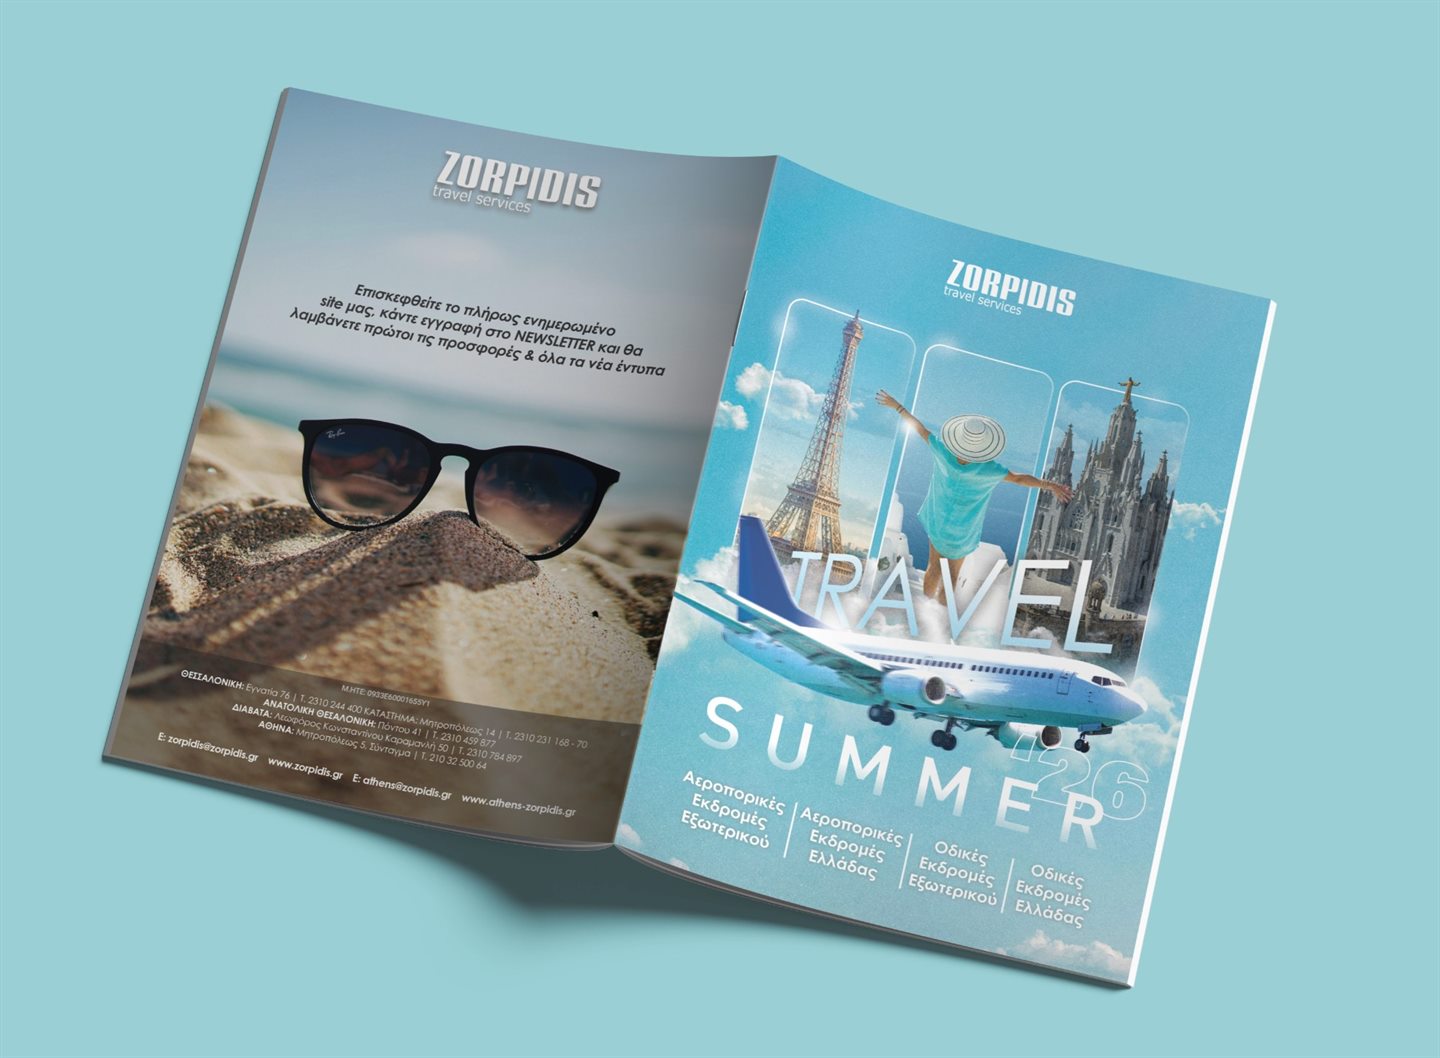 ZORPIDIS
travel services
Επισκεφθείτε το πλήρως ενημερωμένο
site μας, κάντε εγγραφή στο NEWSLETTER και θα
λαμβάνετε πρώτοι τις προσφορές & όλα τα νέα έντυπα
Ray-Ban
Μ.ΗΤΕ: 0933Ε60001655Υ1
ΘΕΣΣΑΛΟΝΙΚΗ: Εγνατία 76 | Τ. 2310 244 400 ΚΑΤΑΣΤΗΜΑ: Μητροπόλεως 14 | Τ. 2310 231 168 - 70
ΑΝΑΤΟΛΙΚΗ ΘΕΣΣΑΛΟΝΙΚΗ: Πόντου 41 | Τ. 2310 459 877
ΔΙΑΒΑΤΑ: Λεωφόρος Κωνσταντίνου Καραμανλή 50 | Τ. 2310 784 897
ΑΘΗΝΑ: Μητροπόλεως 5, Σύνταγμα | Τ. 210 32 500 64
E: zorpidis@zorpidis.gr www.zorpidis.gr E: athens@zorpidis.gr www.athens-zorpidis.gr
ZORPIDIS
travel services
TRAVEL
SUMMER
'26
Αεροπορικές
Εκδρομές
Εξωτερικού
Αεροπορικές
Εκδρομές
Ελλάδας
Οδικές
Εκδρομές
Εξωτερικού
Οδικές
Εκδρομές
Ελλάδας